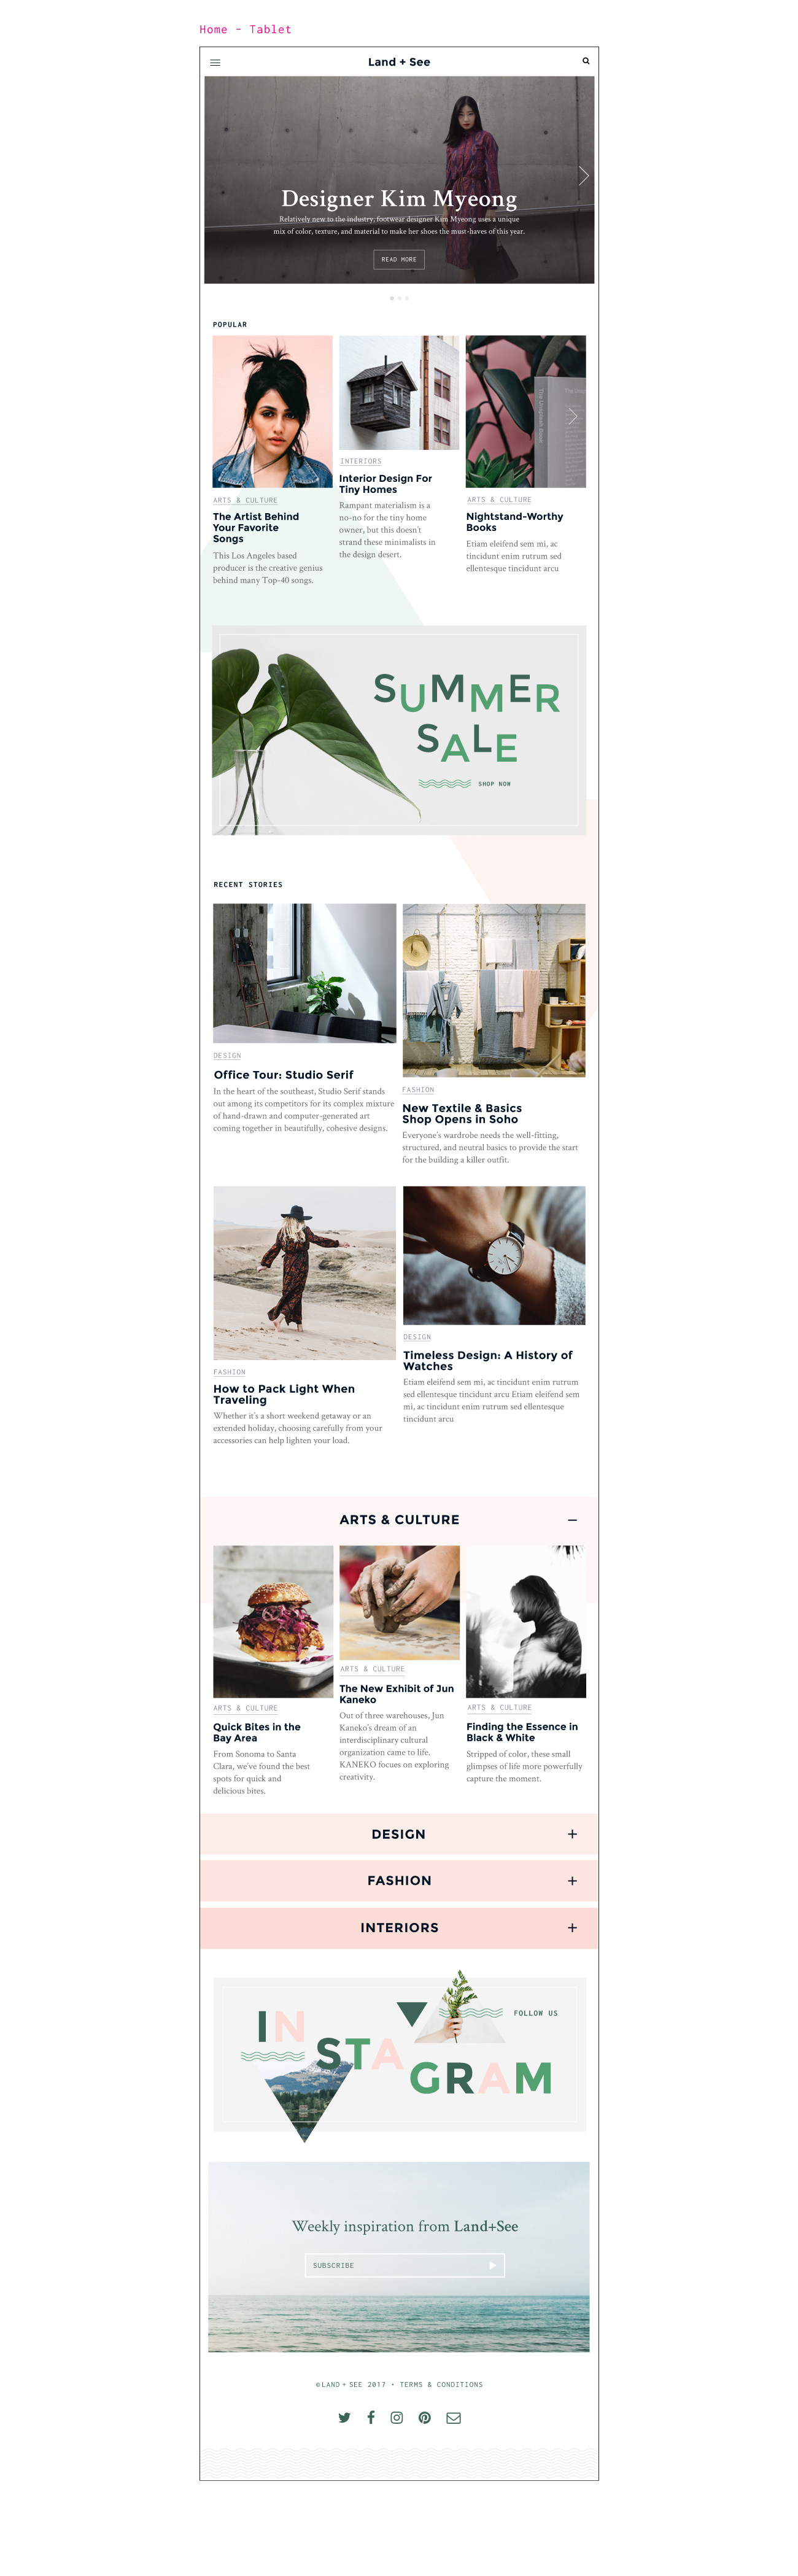 Home - Tablet
Land + See
Designer Kim Myeong
Relatively new to the industry, footwear designer Kim Myeong uses a unique
mix of color, texture, and material to make her shoes the must-haves of this year.
READ MORE
POPULAR
ARTS & CULTURE
The Artist Behind
Your Favorite
Songs
This Los Angeles based
producer is the creative genius
behind many Top-40 songs.
INTERIORS
Interior Design For
Tiny Homes
Rampant materialism is a
no-no for the tiny home
owner, but this doesn't
strand these minimalists in
the design desert.
The Unsplash Book
ARTS & CULTURE
Nightstand-Worthy
Books
Etiam eleifend sem mi, ac
tincidunt enim rutrum sed
ellentesque tincidunt arcu
SUMMER
SALE
SHOP NOW
RECENT STORIES
DESIGN
Office Tour: Studio Serif
In the heart of the southeast, Studio Serif stands
out among its competitors for its complex mixture
of hand-drawn and computer-generated art
coming together in beautifully, cohesive designs.
FASHION
New Textile & Basics
Shop Opens in Soho
Everyone's wardrobe needs the well-fitting,
structured, and neutral basics to provide the start
for the building a killer outfit.
FASHION
How to Pack Light When
Traveling
Whether it's a short weekend getaway or an
extended holiday, choosing carefully from your
accessories can help lighten your load.
DESIGN
Timeless Design: A History of
Watches
Etiam eleifend sem mi, ac tincidunt enim rutrum
sed ellentesque tincidunt arcu Etiam eleifend sem
mi, ac tincidunt enim rutrum sed ellentesque
tincidunt arcu
ARTS & CULTURE
ARTS & CULTURE
Quick Bites in the
Bay Area
From Sonoma to Santa
Clara, we've found the best
spots for quick and
delicious bites.
ARTS & CULTURE
The New Exhibit of Jun
Kaneko
Out of three warehouses, Jun
Kaneko's dream of an
interdisciplinary cultural
organization came to life.
KANEKO focues on exploring
creativity.
ARTS & CULTURE
Finding the Essence in
Black & White
Stripped of color, these small
glimpses of life more powerfully
capture the moment.
DESIGN
FASHION
INTERIORS
FOLLOW US
INSTAGRAM
Weekly inspiration from Land+See
SUBSCRIBE
©LAND+SEE 2017 • TERMS & CONDITIONS